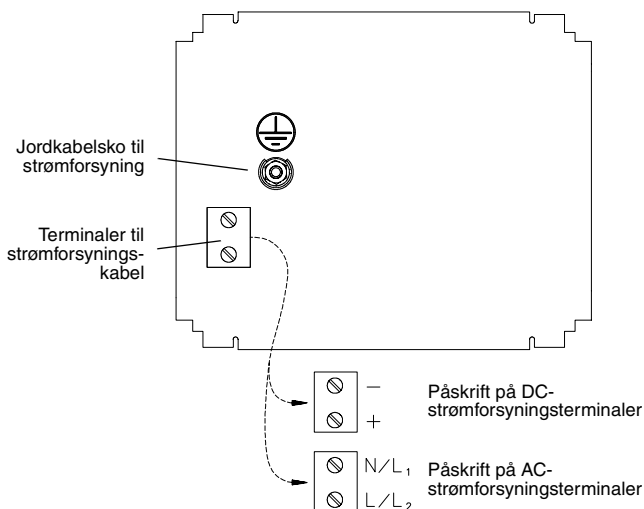 Jordkabelsko til
strømforsyning
Terminaler til
strømforsynings-
kabel
–
+
Påskrift på DC-
strømforsyningsterminaler
N/L₁
L/L₂
Påskrift på AC-
strømforsyningsterminaler